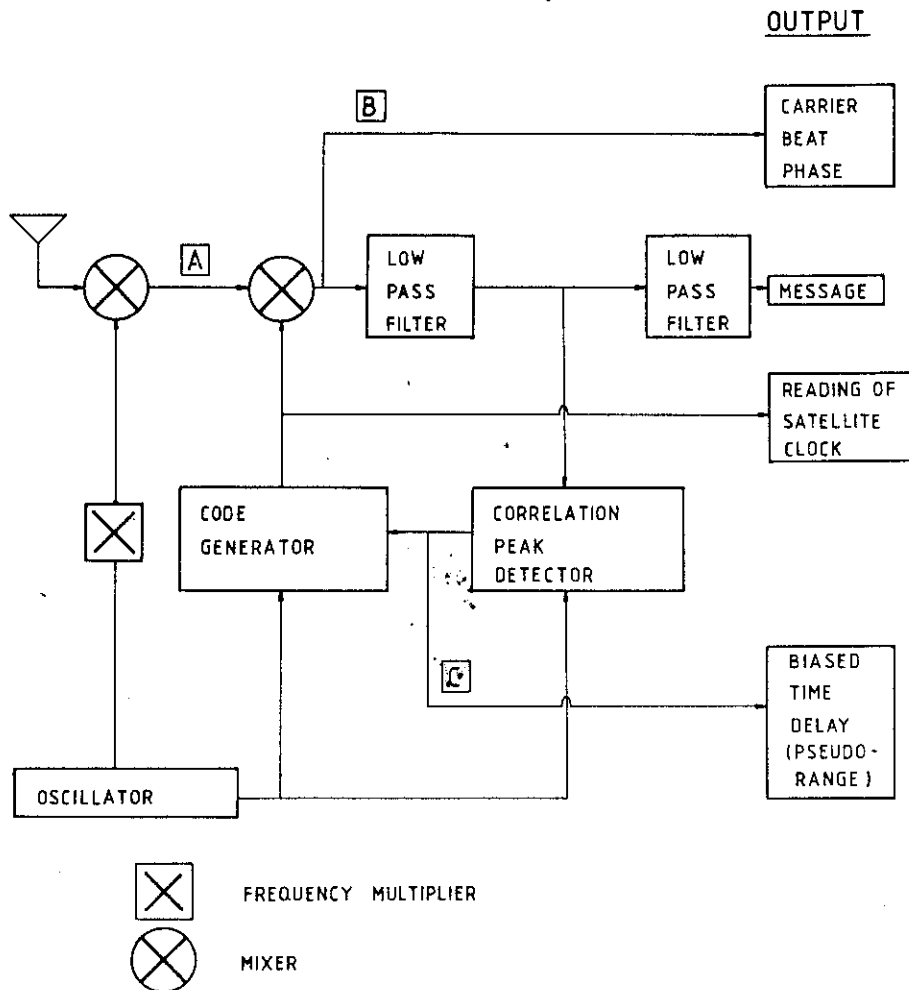 OUTPUT
B
CARRIER
BEAT
PHASE
A
LOW
PASS
FILTER
LOW
PASS
FILTER
MESSAGE
READING OF
SATELLITE
CLOCK
CODE
GENERATOR
CORRELATION
PEAK
DETECTOR
BIASED
TIME
DELAY
(PSEUDO-
RANGE)
OSCILLATOR
FREQUENCY MULTIPLIER
MIXER